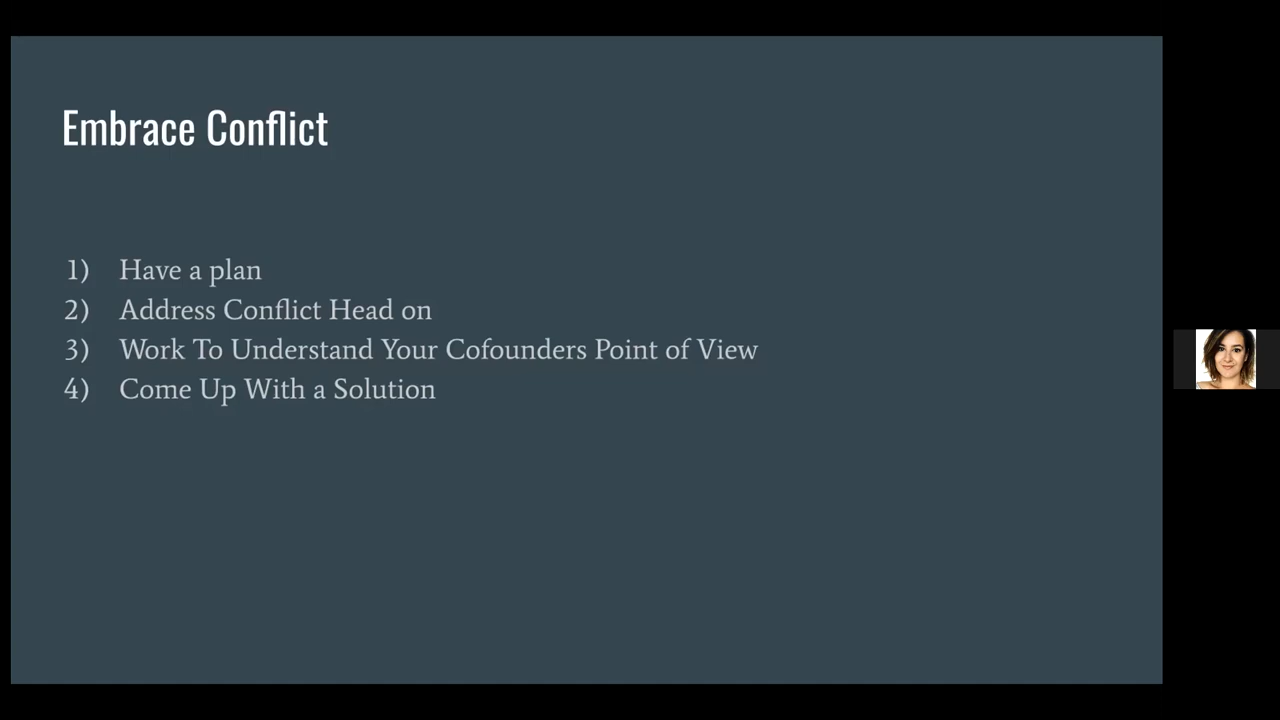 Embrace Conflict
1) Have a plan
2) Address Conflict Head on
3) Work To Understand Your Cofounders Point of View
4) Come Up With a Solution